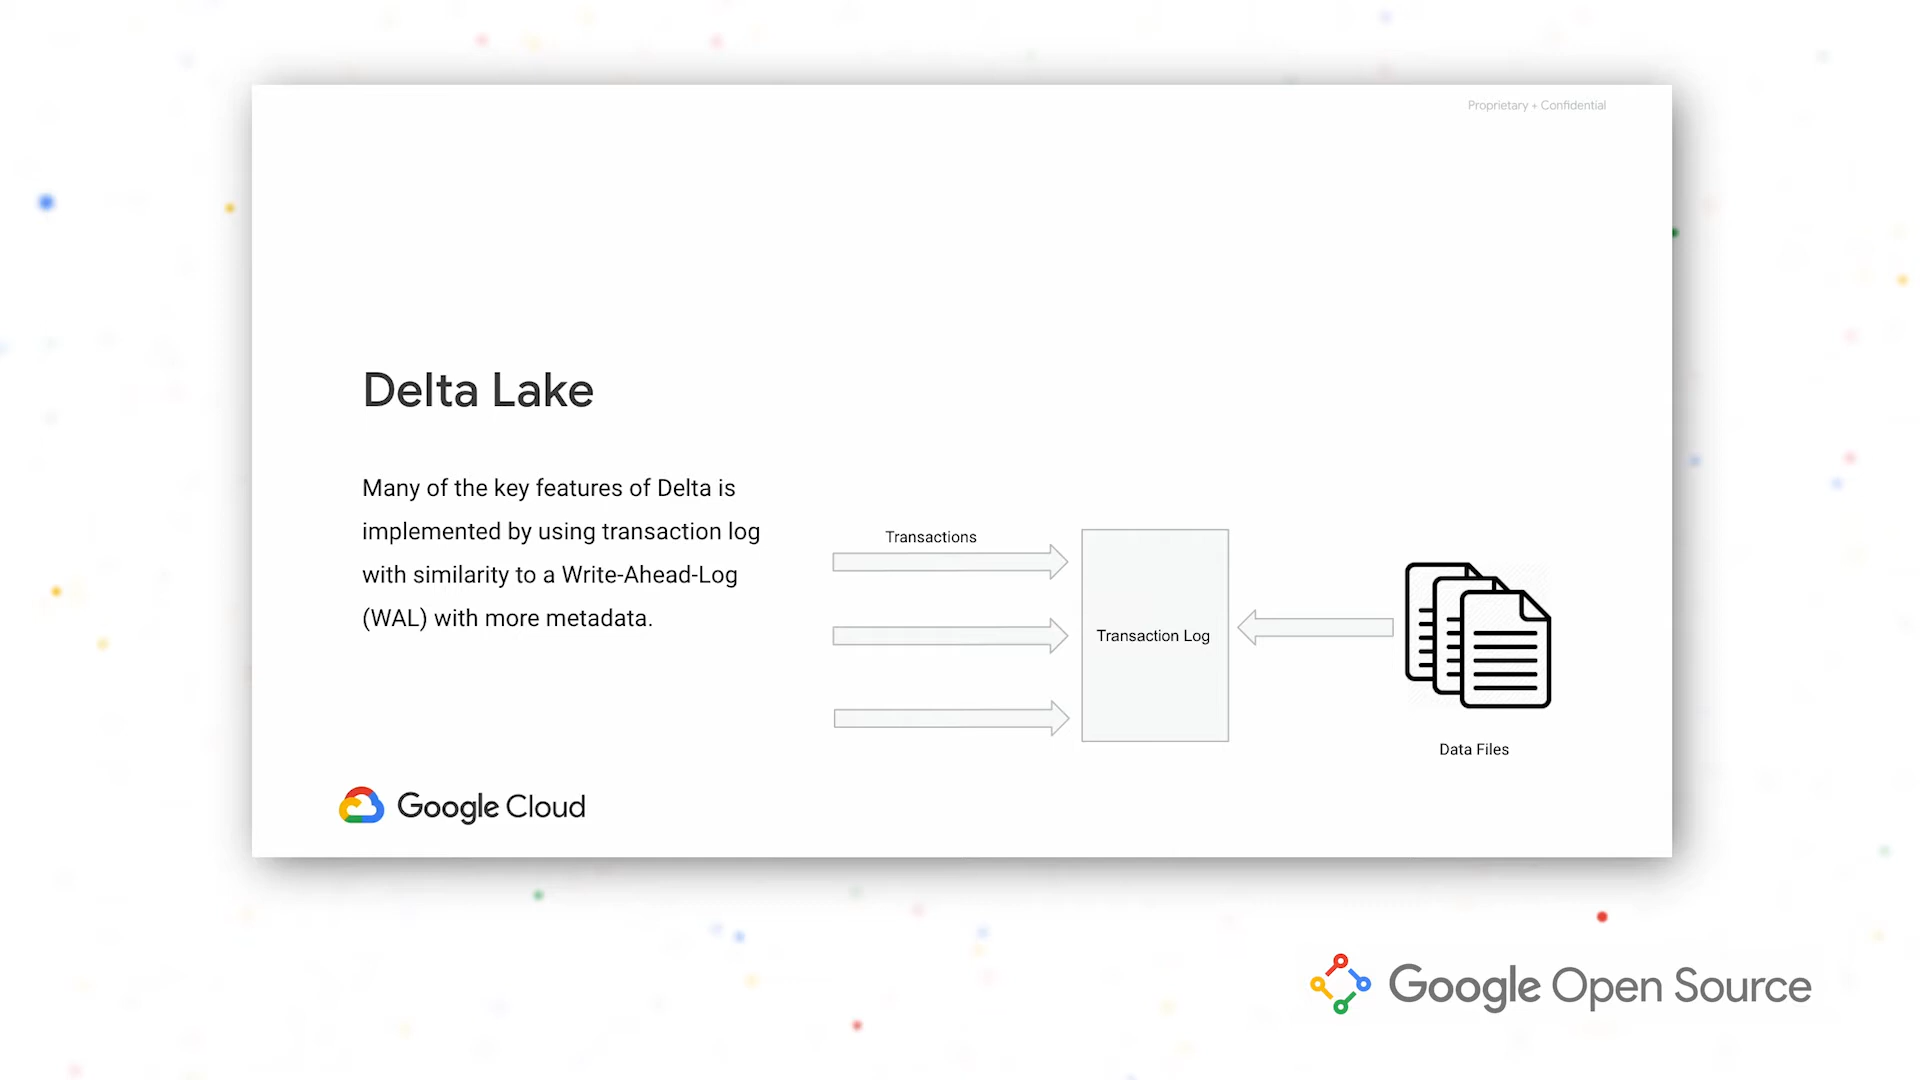 Proprietary + Confidential
Delta Lake
Many of the key features of Delta is
implemented by using transaction log
with similarity to a Write-Ahead-Log
(WAL) with more metadata.
Transactions
Transaction Log
Data Files
Google Cloud
Google Open Source